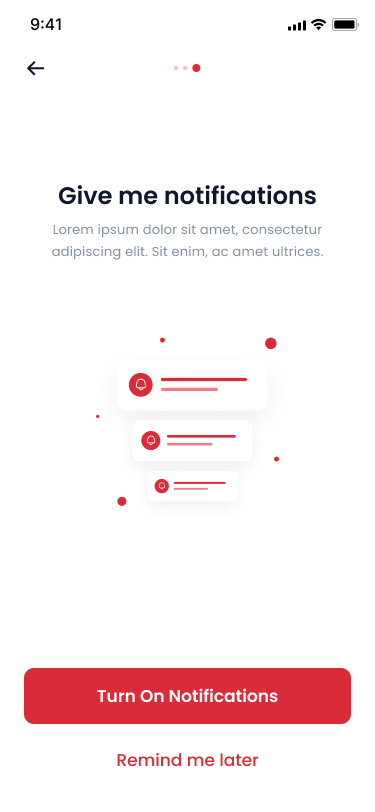 9:41
Give me notifications
Lorem ipsum dolor sit amet, consectetur
adipiscing elit. Sit enim, ac amet ultrices.
Turn On Notifications
Remind me later